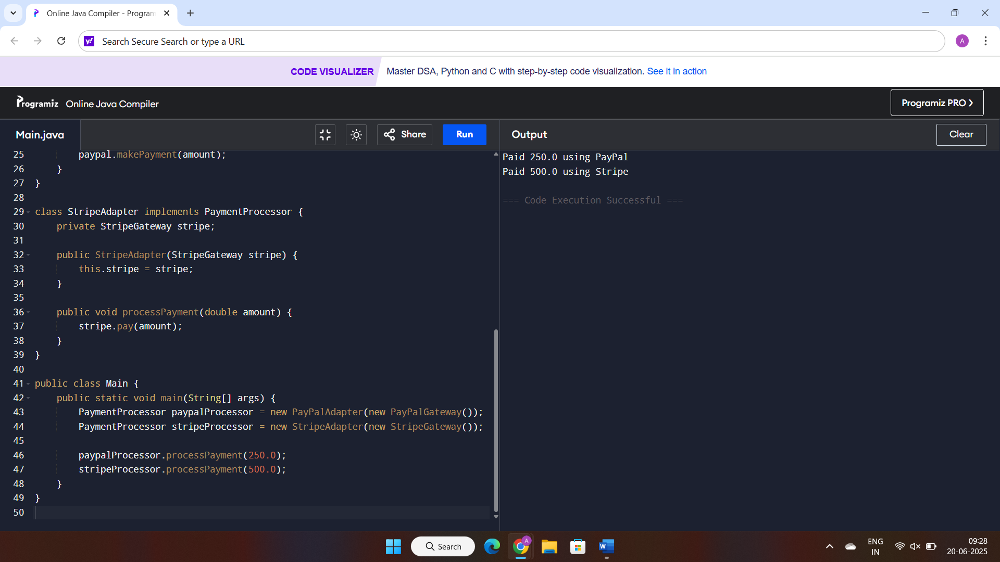 Online Java Compiler - Program
Search Secure Search or type a URL
A
CODE VISUALIZER Master DSA, Python and C with step-by-step code visualization. See it in action
Programiz Online Java Compiler
Programiz PRO
Main.java
Share
Run
Output
Clear
25 paypal.makePayment(amount);
26 }
27 }
28
29 class StripeAdapter implements PaymentProcessor {
30 private StripeGateway stripe;
31
32 public StripeAdapter(StripeGateway stripe) {
33 this.stripe = stripe;
34 }
35
36 public void processPayment(double amount) {
37 stripe.pay(amount);
38 }
39 }
40
41 public class Main {
42 public static void main(String[] args) {
43 PaymentProcessor paypalProcessor = new PayPalAdapter(new PayPalGateway());
44 PaymentProcessor stripeProcessor = new StripeAdapter(new StripeGateway());
45
46 paypalProcessor.processPayment(250.0);
47 stripeProcessor.processPayment(500.0);
48 }
49 }
50
Paid 250.0 using PayPal
Paid 500.0 using Stripe
=== Code Execution Successful ===
Search
A
W
ENG
IN
09:28
20-06-2025